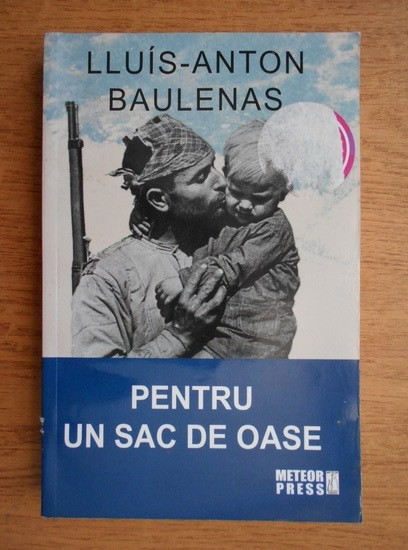 LLUÍS-ANTON
BAULENAS
PENTRU
UN SAC DE OASE
METEOR
PRESS